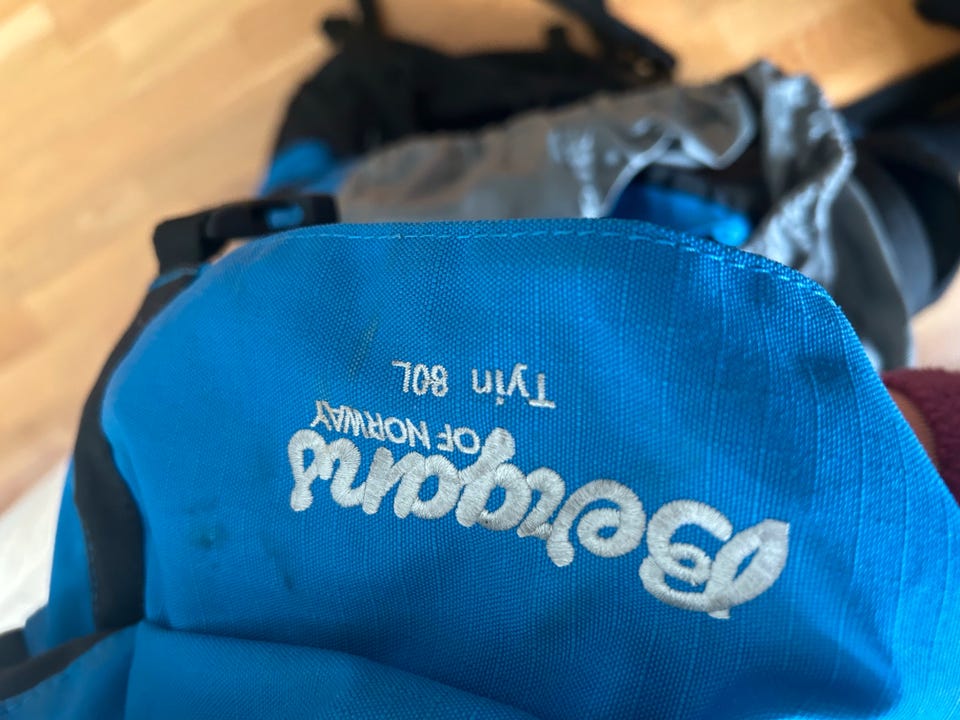 Bergans
OF NORWAY
Tyin 80L